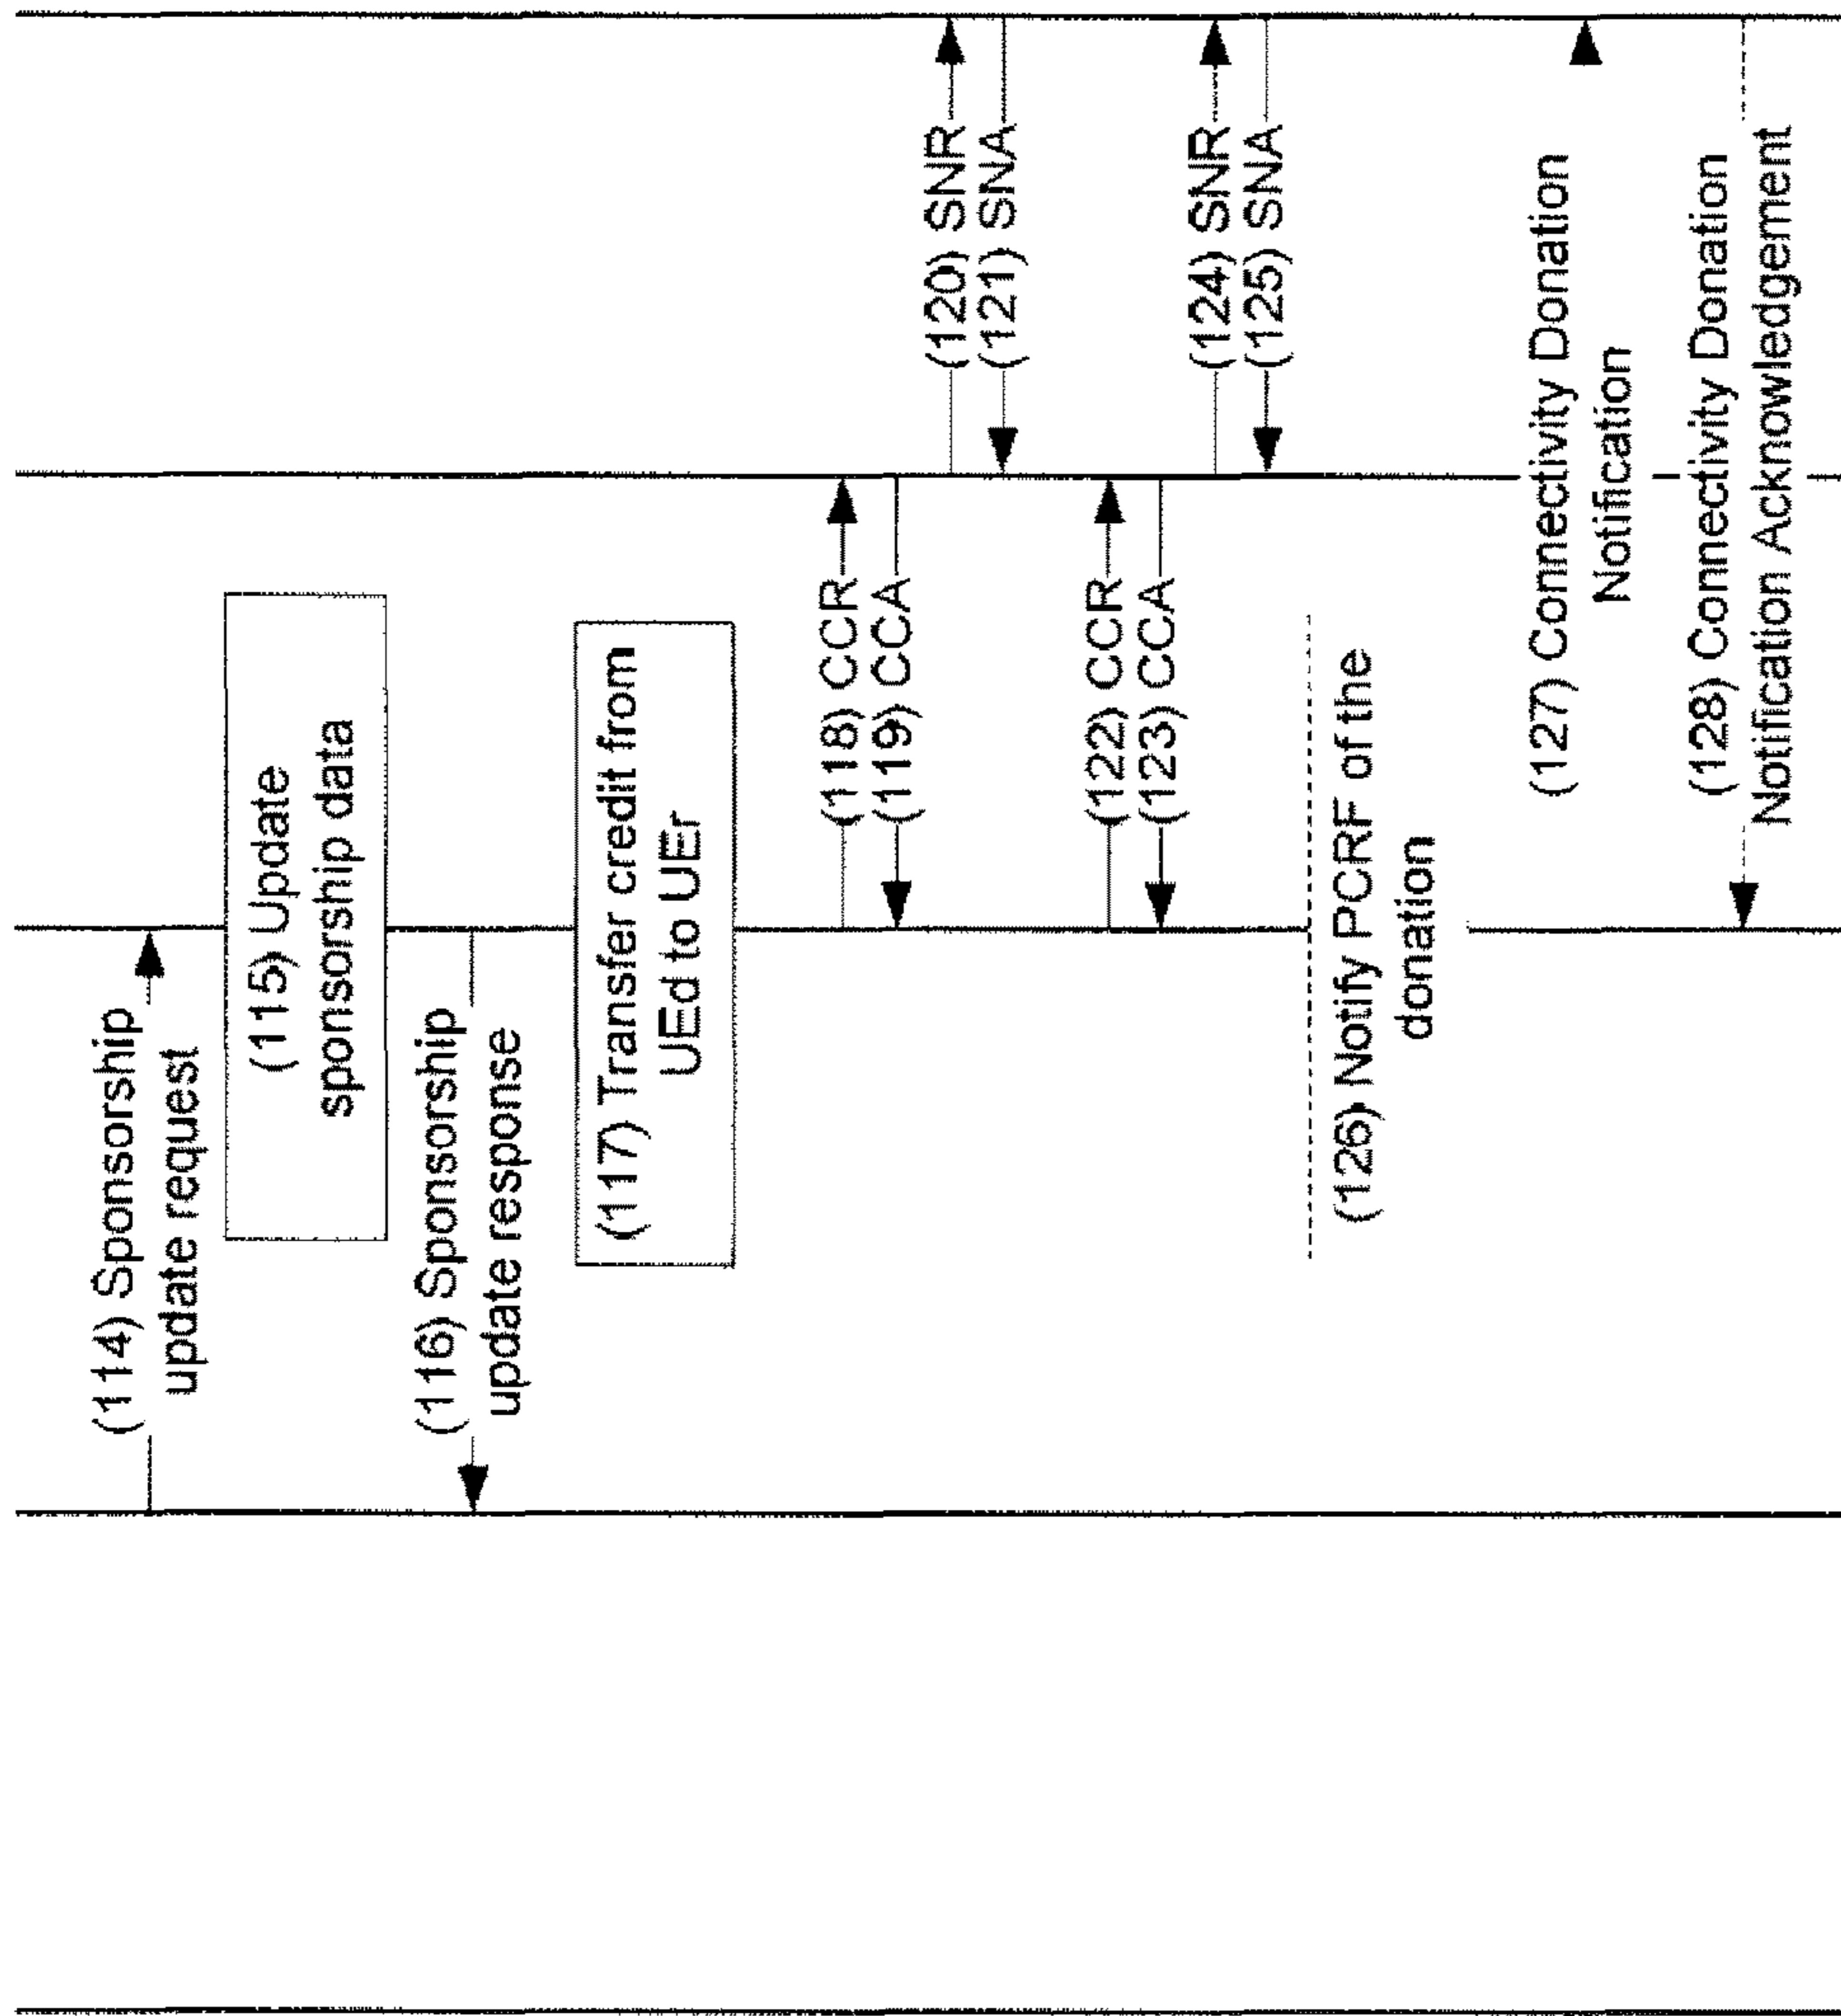 (114) Sponsorship
update request
(115) Update
sponsorship data
(116) Sponsorship
update response
(117) Transfer credit from
UEd to UEr
(118) CCR
(119) CCA
(120) SNR
(121) SNA
(122) CCR
(123) CCA
(124) SNR
(125) SNA
(126) Notify PCRF of the
donation
(127) Connectivity Donation
Notification
(128) Connectivity Donation
Notification Acknowledgement